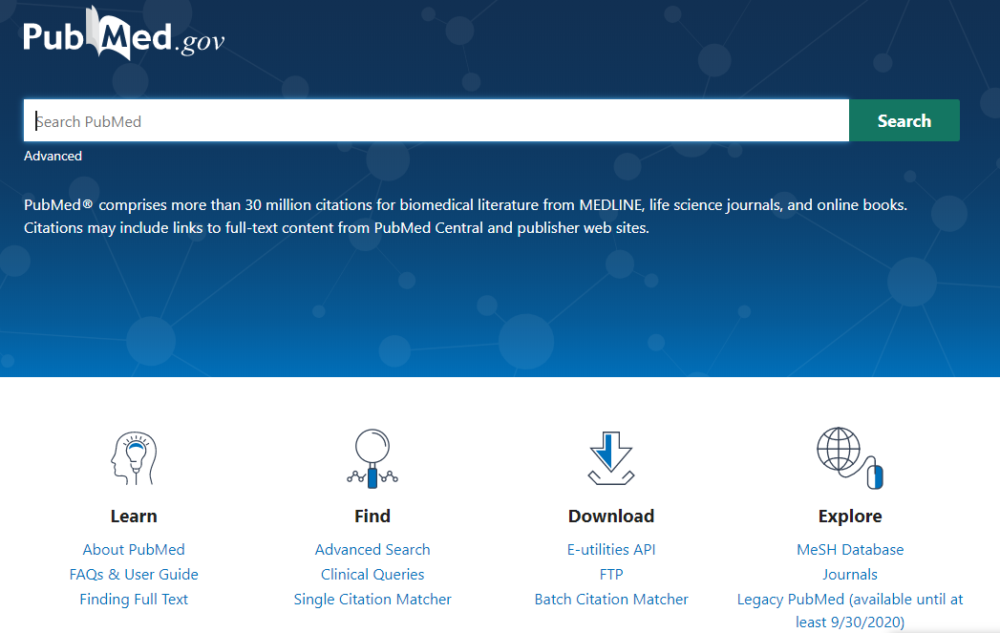 PubMed.gov
Search PubMed
Search
Advanced
PubMed® comprises more than 30 million citations for biomedical literature from MEDLINE, life science journals, and online books.
Citations may include links to full-text content from PubMed Central and publisher web sites.
Learn
About PubMed
FAQs & User Guide
Finding Full Text
Find
Advanced Search
Clinical Queries
Single Citation Matcher
Download
E-utilities API
FTP
Batch Citation Matcher
Explore
MeSH Database
Journals
Legacy PubMed (available until at
least 9/30/2020)